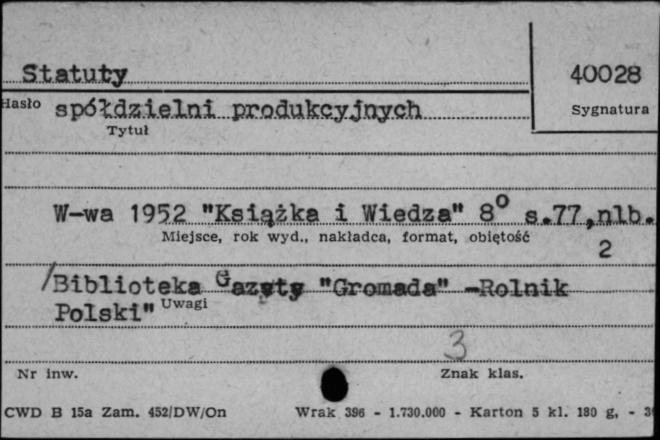 Statuty
40028
Hasło
spółdzielni produkcyjnych
Sygnatura
Tytuł
W-wa 1952 "Książka i Wiedza" 8° s.77,nlb.
Miejsce, rok wyd., nakładca, format, objętość
2
/Biblioteka Gazety "Gromada" -Rolnik
Polski"
Uwagi
3
Nr inw.
Znak klas.
CWD B 15a Zam. 452/DW/On
Wrak 396 - 1.730.000 - Karton 5 kl. 180 g, -